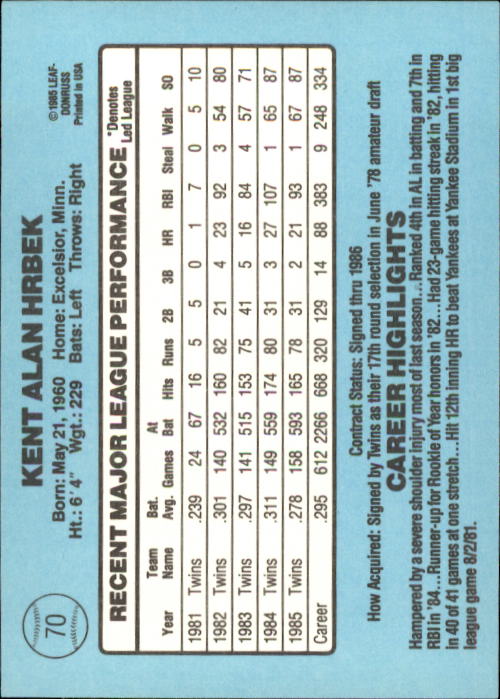 70
KENT ALAN HRBEK
©1985 LEAF-
DONRUSS
Printed in USA
Born: May 21, 1960 Home: Excelsior, Minn.
Ht.: 6'4" Wgt.: 229 Bats: Left Throws: Right
RECENT MAJOR LEAGUE PERFORMANCE *Denotes
Led League
Team Bat. At
Year Name Avg. Games Bat Hits Runs 2B 3B HR RBI Steal Walk SO
1981 Twins .239 24 67 16 5 5 0 1 7 0 5 10
1982 Twins .301 140 532 160 82 21 4 23 92 3 54 80
1983 Twins .297 141 515 153 75 41 5 16 84 4 57 71
1984 Twins .311 149 559 174 80 31 3 27 107 1 65 87
1985 Twins .278 158 593 165 78 31 2 21 93 1 67 87
Career .295 612 2266 668 320 129 14 88 383 9 248 334
Contract Status: Signed thru 1986
How Acquired: Signed by Twins as their 17th round selection in June '78 amateur draft
CAREER HIGHLIGHTS
Hampered by a severe shoulder injury most of last season... Ranked 4th in AL in batting and 7th in
RBI in '84...Runner-up for Rookie of Year honors in '82...Had 23-game hitting streak in '82, hitting
in 40 of 41 games at one stretch...Hit 12th inning HR to beat Yankees at Yankee Stadium in 1st big
league game 8/2/81.